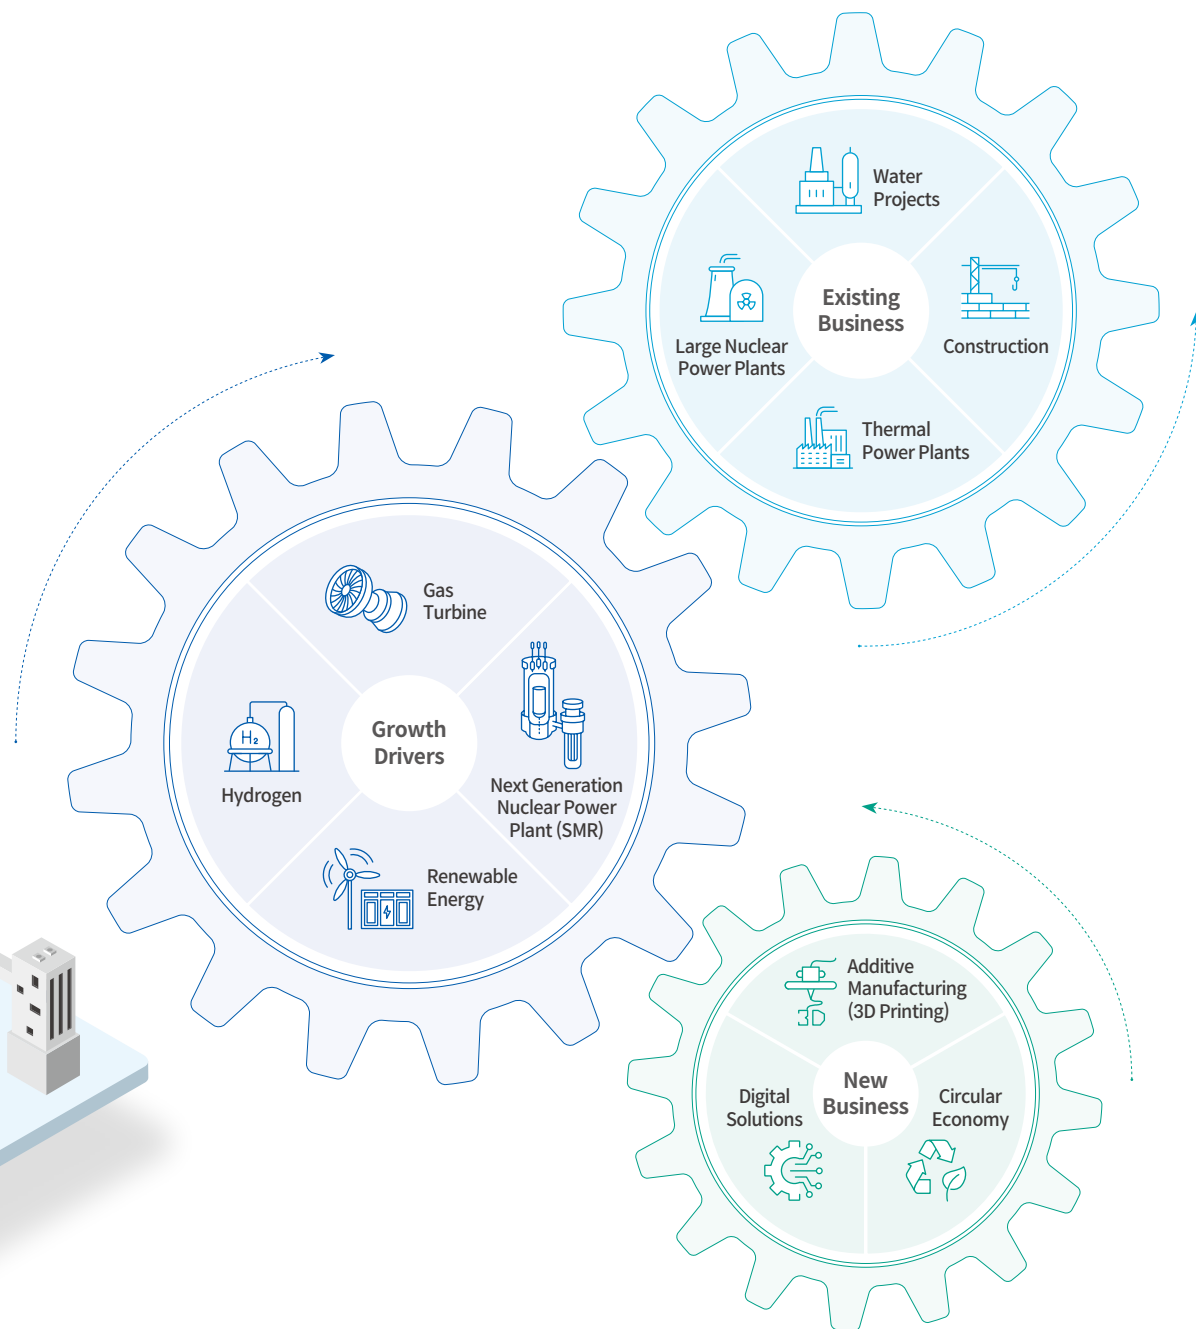 Water
Projects
Existing
Business
Large Nuclear
Power Plants
Construction
Thermal
Power Plants
Gas
Turbine
Growth
Drivers
H2
Hydrogen
Next Generation
Nuclear Power
Plant (SMR)
Renewable
Energy
Additive
Manufacturing
(3D Printing)
3D
New
Business
Digital
Solutions
Circular
Economy